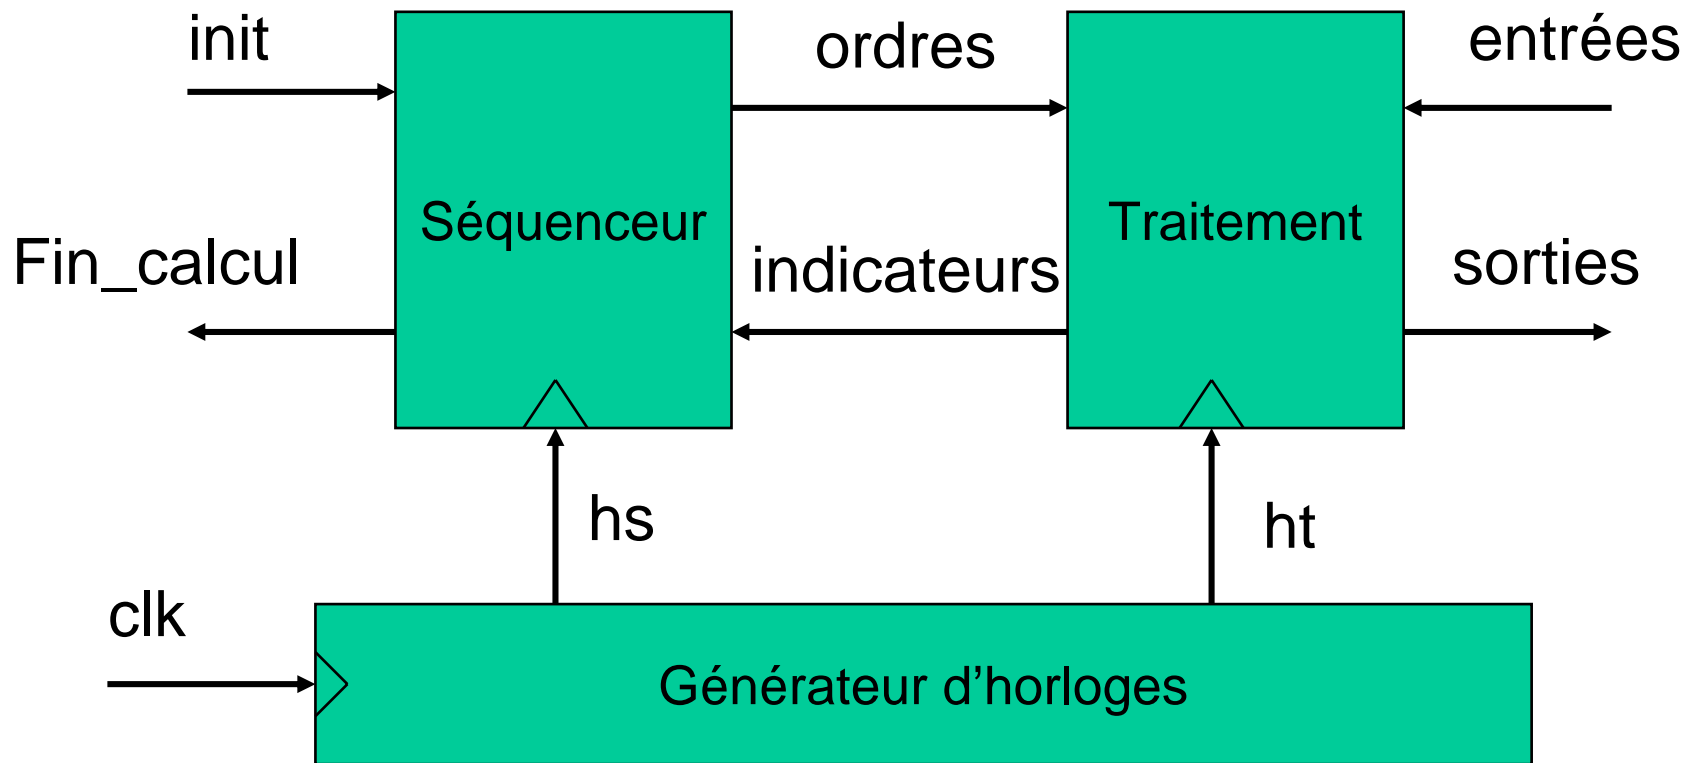 init
ordres
entrées
Séquenceur
Traitement
Fin_calcul
indicateurs
sorties
hs
ht
clk
Générateur d’horloges